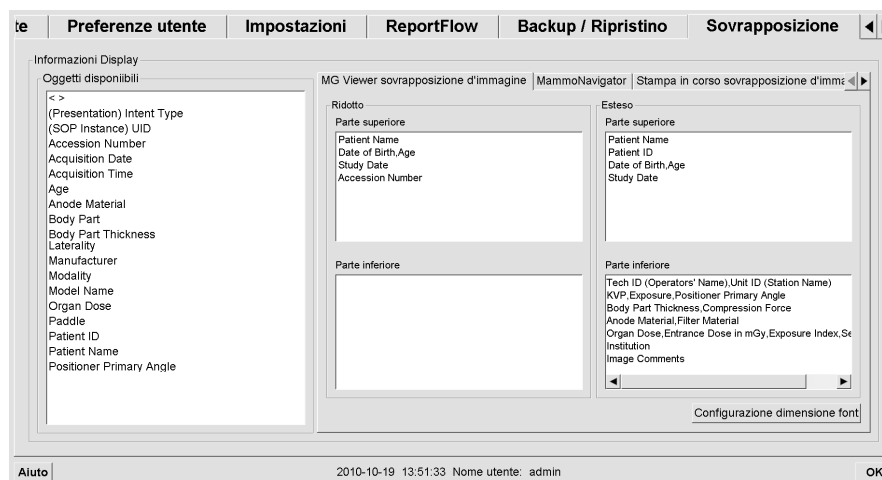 te Preferenze utente Impostazioni ReportFlow Backup / Ripristino Sovrapposizione
Informazioni Display
Oggetti disponiibili
< >
(Presentation) Intent Type
(SOP Instance) UID
Accession Number
Acquisition Date
Acquisition Time
Age
Anode Material
Body Part
Body Part Thickness
Laterality
Manufacturer
Modality
Model Name
Organ Dose
Paddle
Patient ID
Patient Name
Positioner Primary Angle
MG Viewer sovrapposizione d'immagine MammoNavigator Stampa in corso sovrapposizione d'imma
Ridotto
Parte superiore
Patient Name
Date of Birth,Age
Study Date
Accession Number
Parte inferiore
Esteso
Parte superiore
Patient Name
Patient ID
Date of Birth,Age
Study Date
Parte inferiore
Tech ID (Operators' Name),Unit ID (Station Name)
KVP,Exposure,Positioner Primary Angle
Body Part Thickness,Compression Force
Anode Material,Filter Material
Organ Dose,Entrance Dose in mGy,Exposure Index,Se
Institution
Image Comments
Configurazione dimensione font
Aiuto 2010-10-19 13:51:33 Nome utente: admin OK